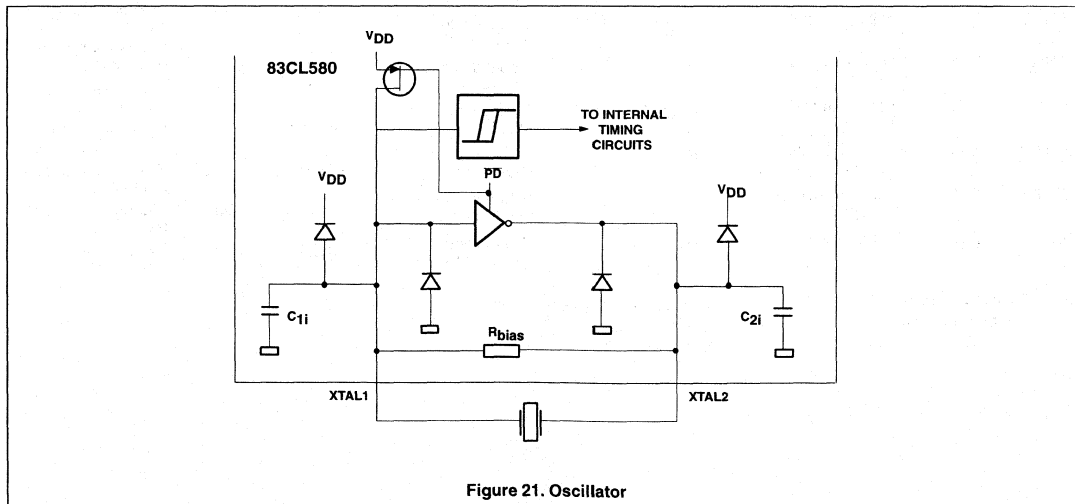 VDD
83CL580
TO INTERNAL
TIMING
CIRCUITS
PD
VDD
VDD
C1i
C2i
Rbias
XTAL1
XTAL2
Figure 21. Oscillator